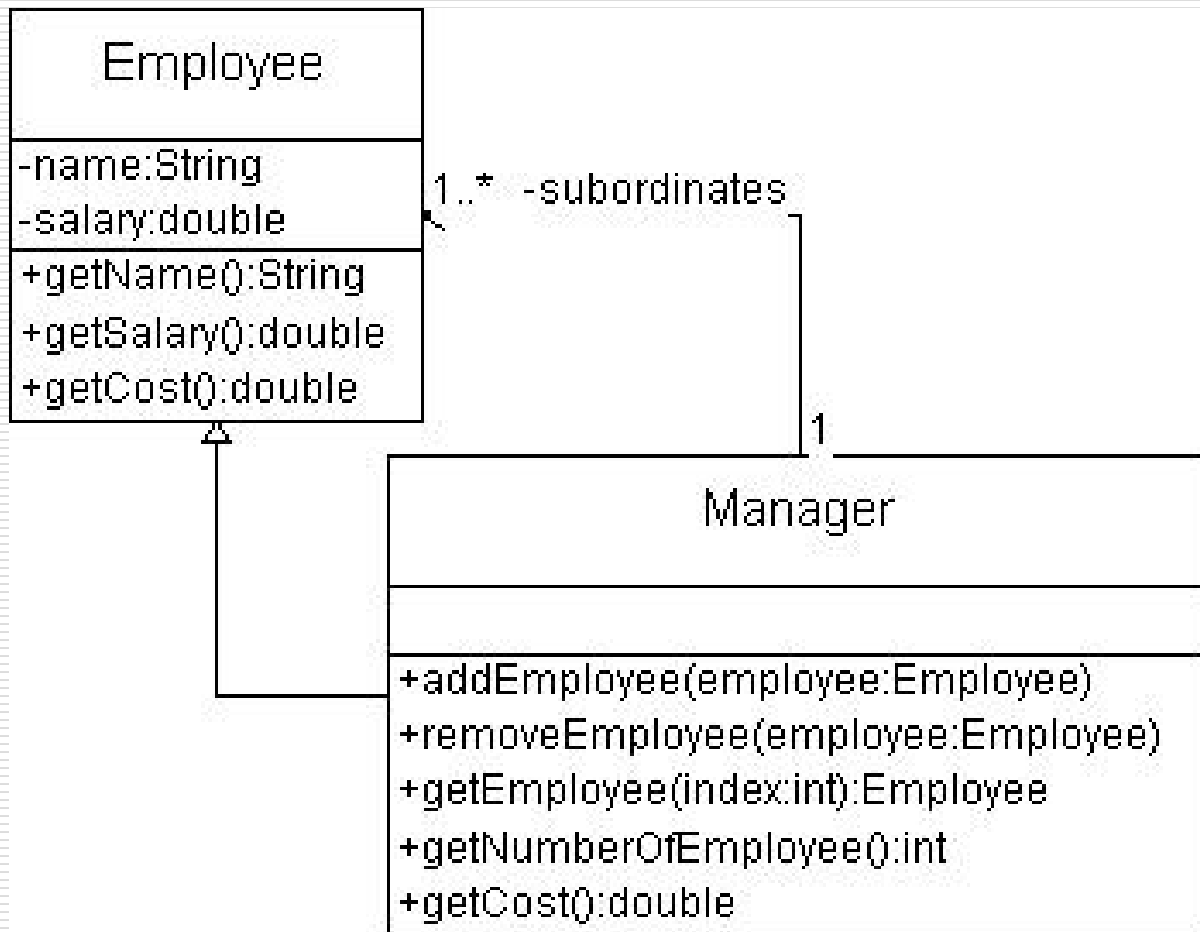 Employee
-name:String
-salary:double
+getName():String
+getSalary():double
+getCost():double
1..* -subordinates
1
Manager
+addEmployee(employee:Employee)
+removeEmployee(employee:Employee)
+getEmployee(index:int):Employee
+getNumberOfEmployee():int
+getCost():double